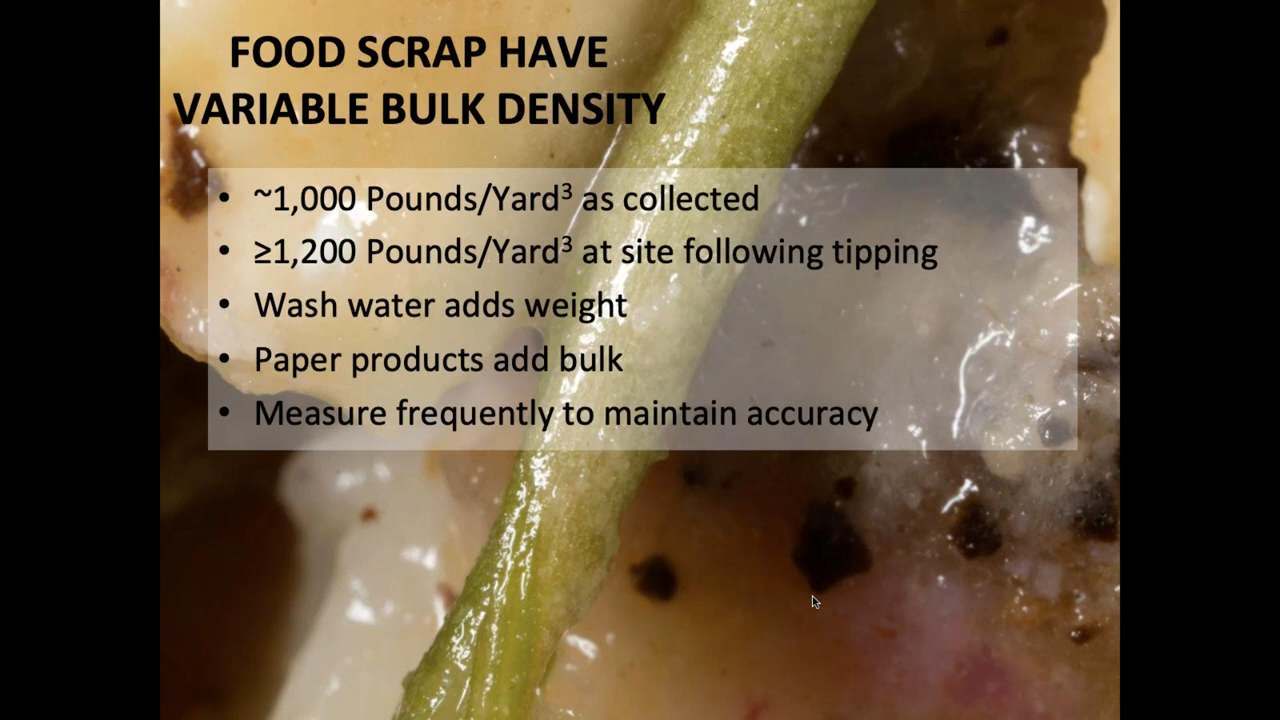 FOOD SCRAP HAVE
VARIABLE BULK DENSITY
• ~1,000 Pounds/Yard³ as collected
• ≥1,200 Pounds/Yard³ at site following tipping
• Wash water adds weight
• Paper products add bulk
• Measure frequently to maintain accuracy